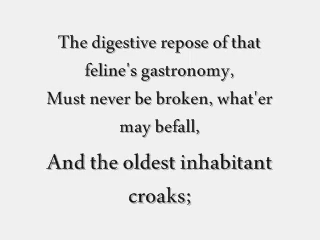 The digestive repose of that
feline's gastronomy,
Must never be broken, what'er
may befall,
And the oldest inhabitant
croaks;